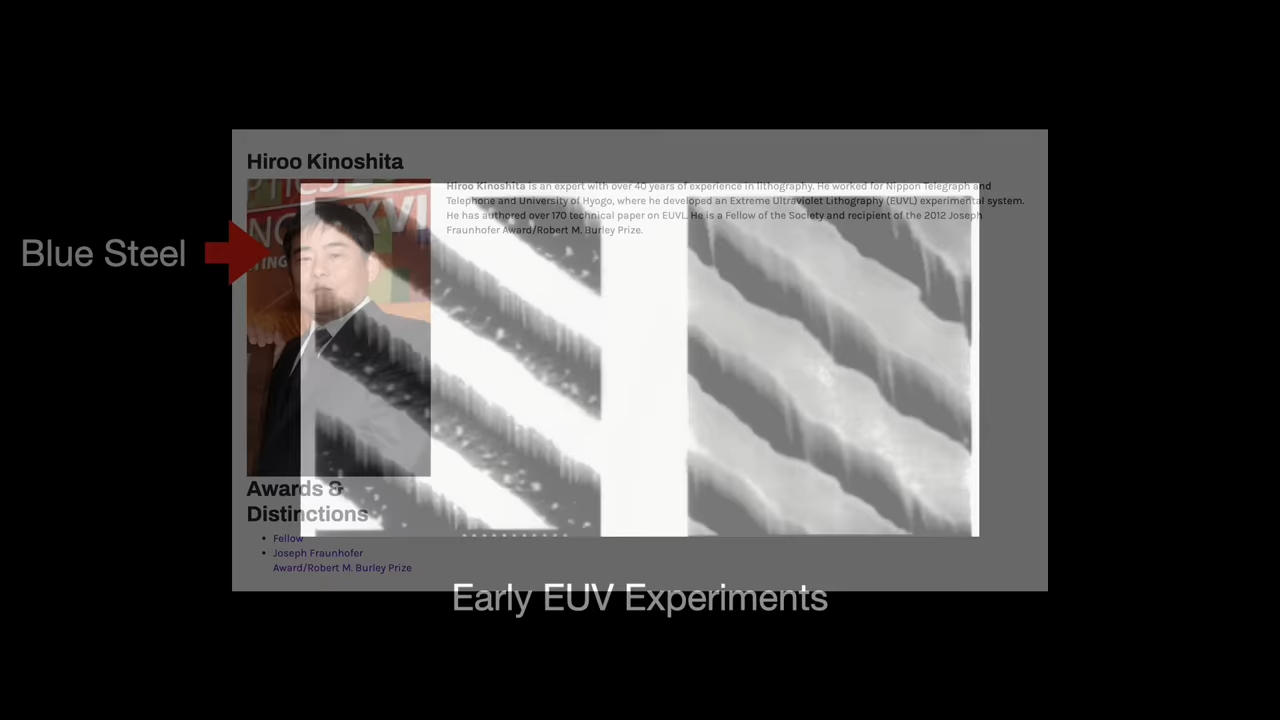 Hiroo Kinoshita
Hiroo Kinoshita is an expert with over 40 years of experience in lithography. He worked for Nippon Telegraph and
Telephone and University of Hyogo, where he developed an Extreme Ultraviolet Lithography (EUVL) experimental system.
He has authored over 170 technical paper on EUVL. He is a Fellow of the Society and recipient of the 2012 Joseph
Fraunhofer Award/Robert M. Burley Prize.
Blue Steel
XVI
Awards &
Distinctions
• Fellow
• Joseph Fraunhofer
Award/Robert M. Burley Prize
Early EUV Experiments